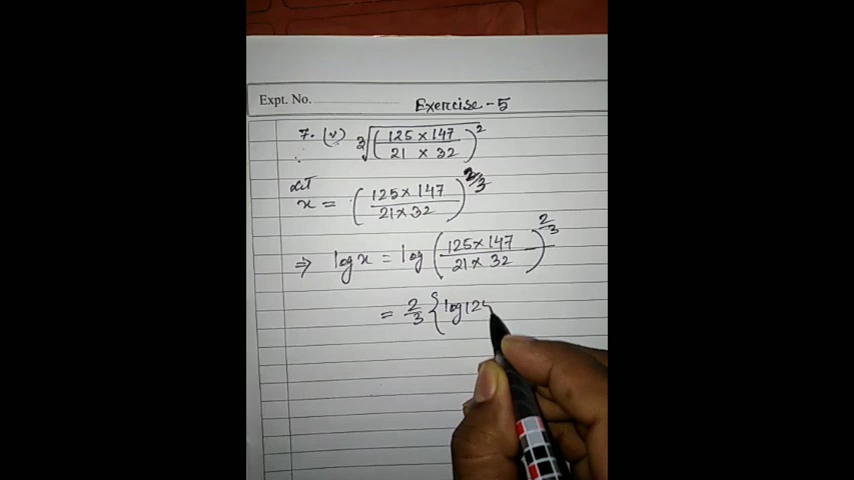 Expt. No.
Exercise - 5
7. (v) ∛(125 × 147 / 21 × 32)²
Let
x = (125 × 147 / 21 × 32)^2/3
⇒ log x = log (125 × 147 / 21 × 32)^2/3
= 2/3 { log 125